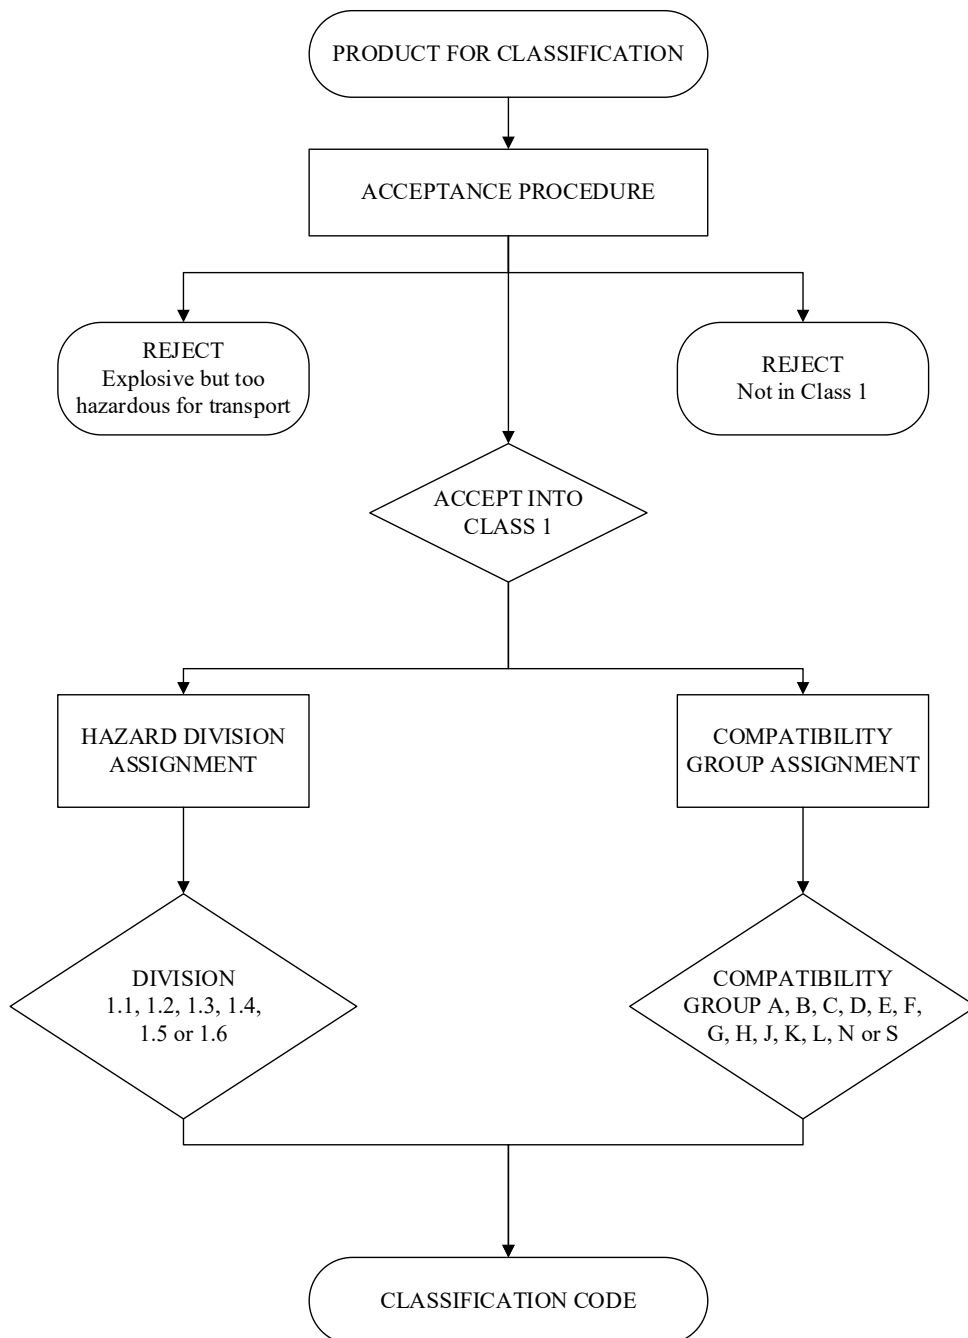 PRODUCT FOR CLASSIFICATION
ACCEPTANCE PROCEDURE
REJECT
Explosive but too
hazardous for transport
REJECT
Not in Class 1
ACCEPT INTO
CLASS 1
HAZARD DIVISION
ASSIGNMENT
COMPATIBILITY
GROUP ASSIGNMENT
DIVISION
1.1, 1.2, 1.3, 1.4,
1.5 or 1.6
COMPATIBILITY
GROUP A, B, C, D, E, F,
G, H, J, K, L, N or S
CLASSIFICATION CODE